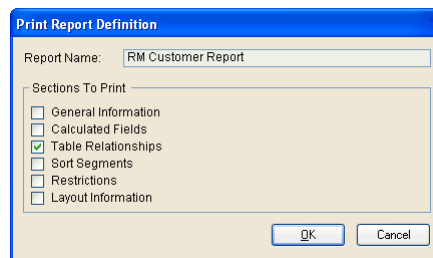 Print Report Definition
Report Name: RM Customer Report
Sections To Print
General Information
Calculated Fields
Table Relationships
Sort Segments
Restrictions
Layout Information
OK Cancel